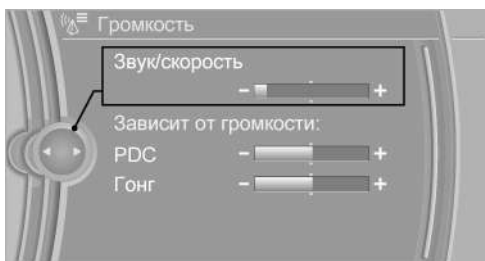 Громкость
Звук/скорость
- +
Зависит от громкости:
PDC - +
Гонг - +